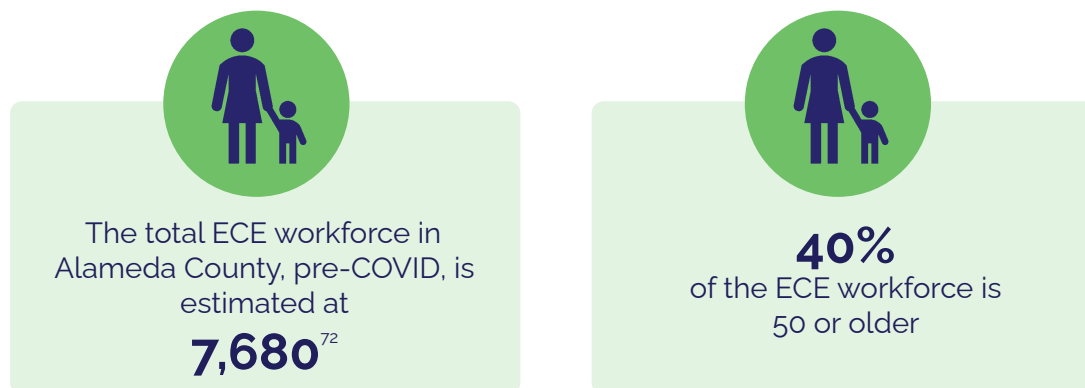 The total ECE workforce in
Alameda County, pre-COVID, is
estimated at
7,680⁷²
40%
of the ECE workforce is
50 or older